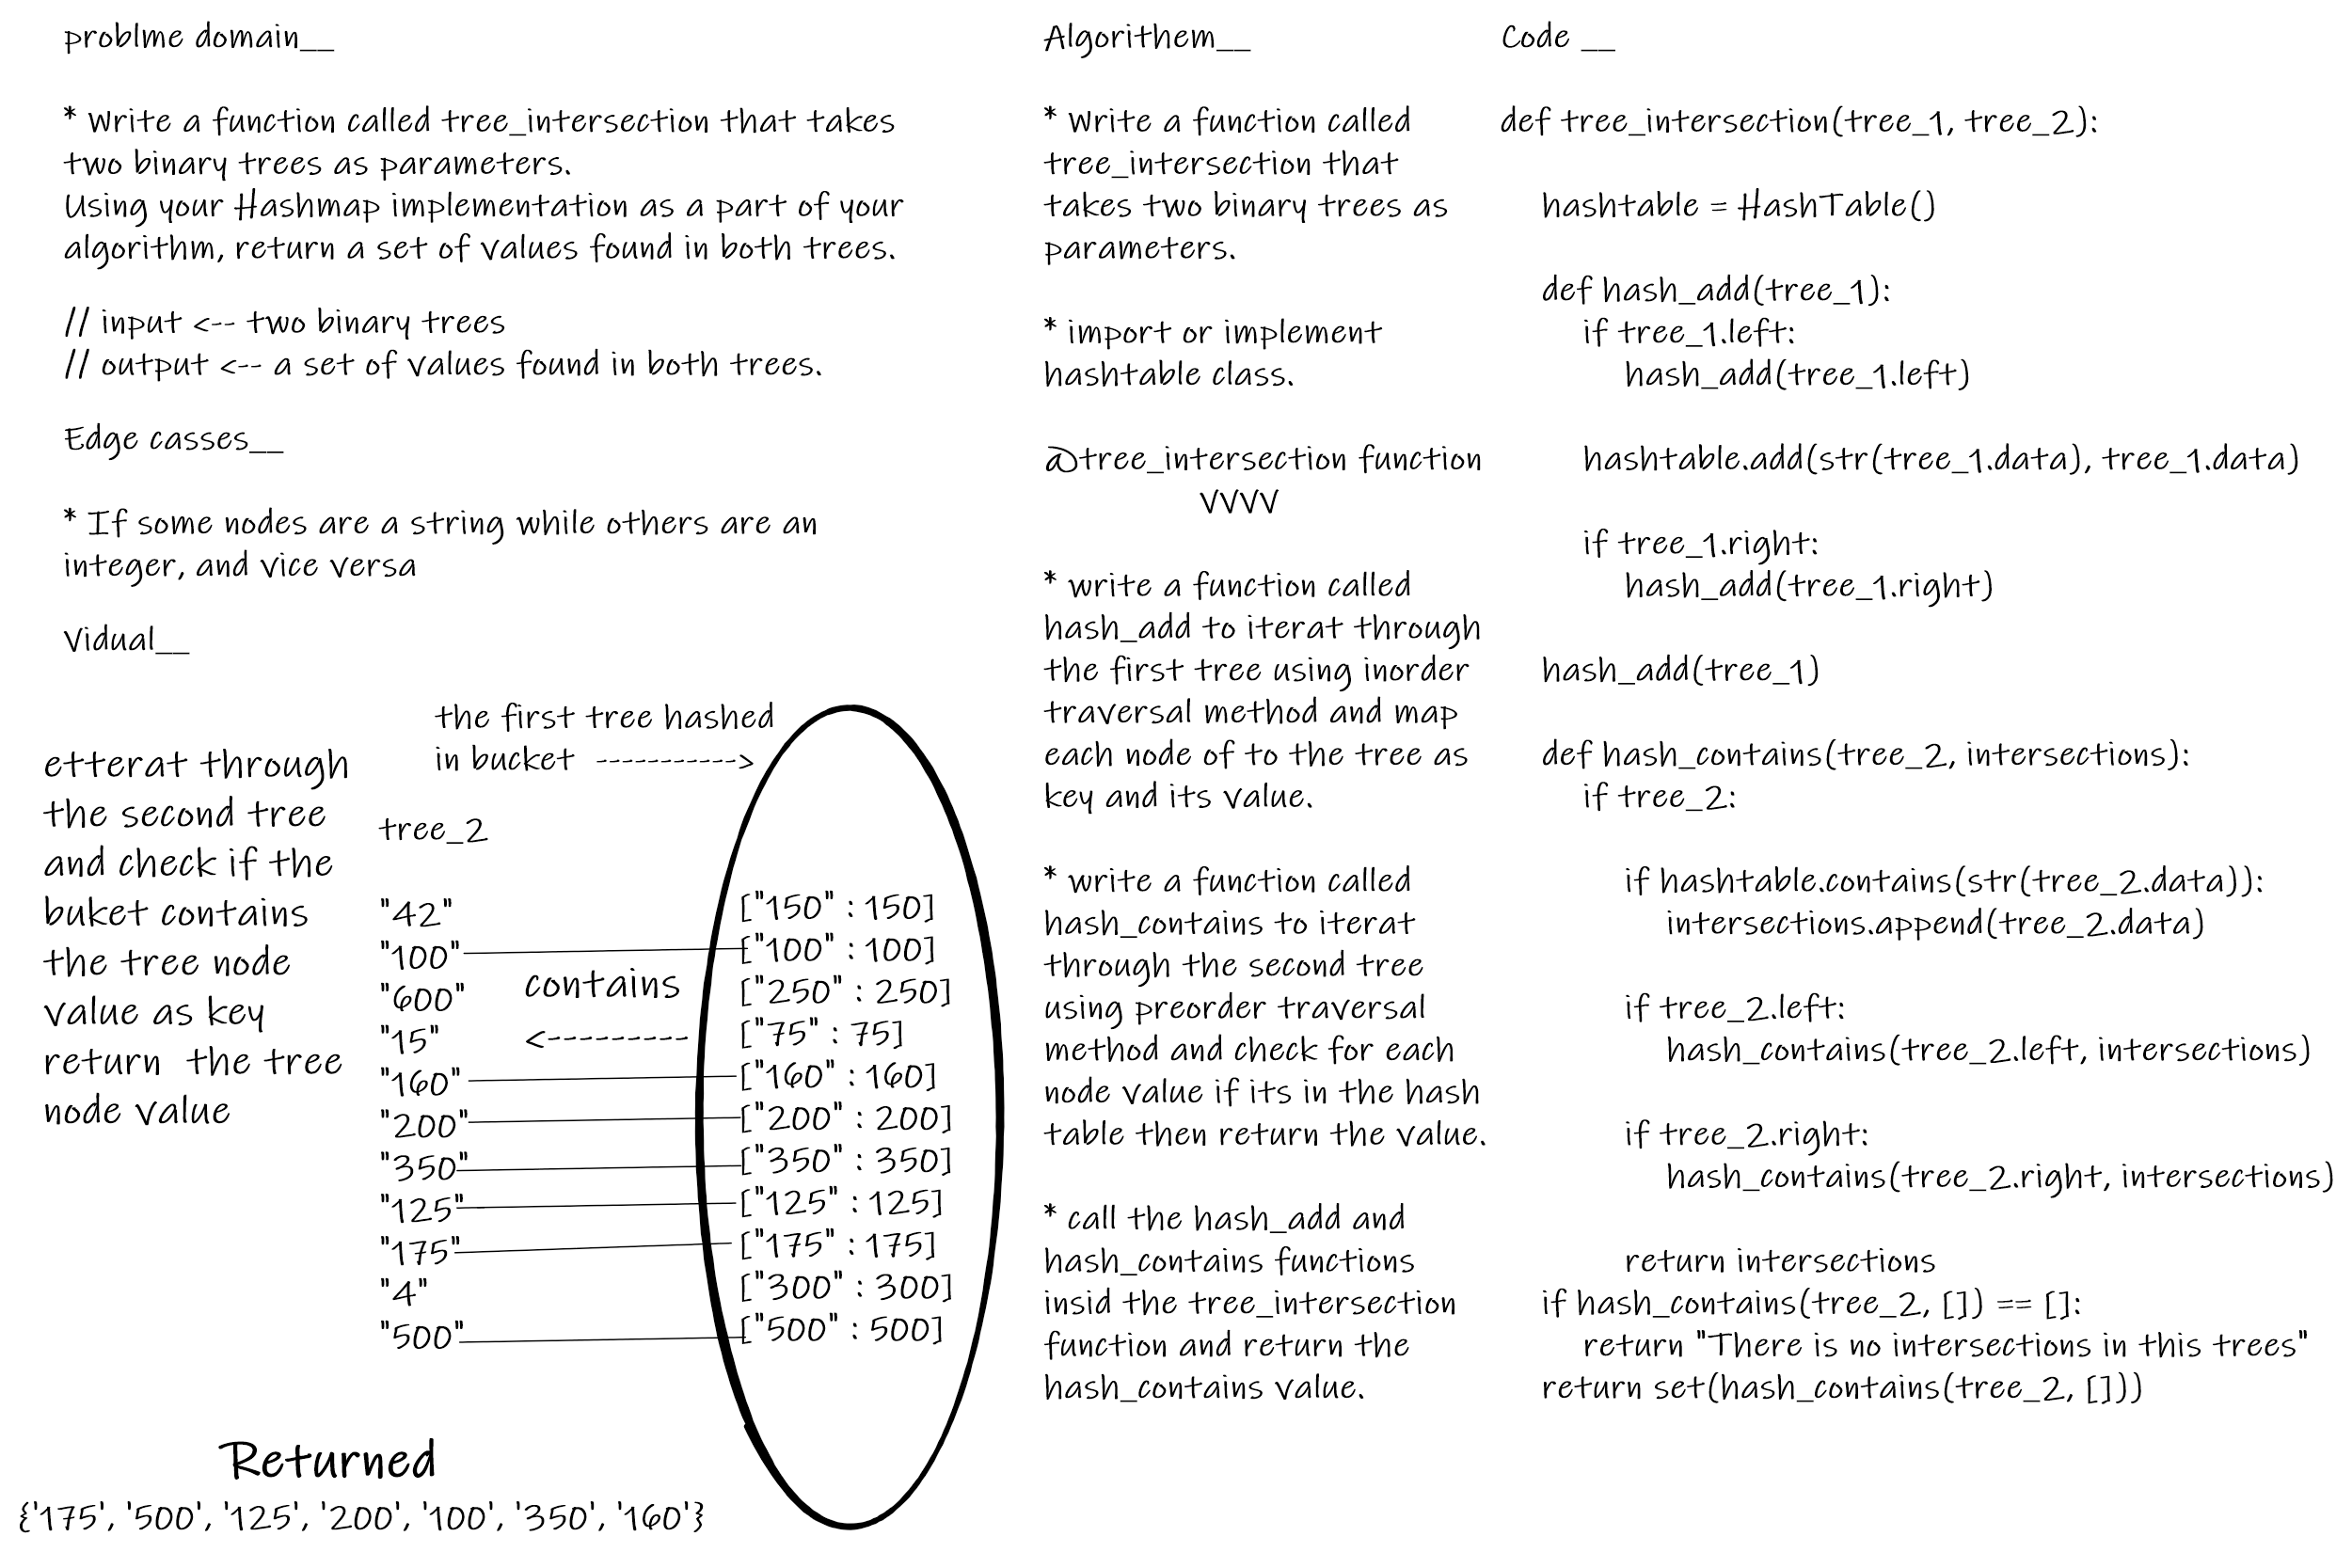 problme domain__
* Write a function called tree_intersection that takes
two binary trees as parameters.
Using your Hashmap implementation as a part of your
algorithm, return a set of values found in both trees.
// input <-- two binary trees
// output <-- a set of values found in both trees.
Edge casses__
* If some nodes are a string while others are an
integer, and vice versa
Vidual__
the first tree hashed
in bucket ----------->
etterat through
the second tree
and check if the
buket contains
the tree node
value as key
return the tree
node value
tree_2
"42"
"100"
"600"
"15"
"160"
"200"
"350"
"125"
"175"
"4"
"500"
contains
<---------
["150" : 150]
["100" : 100]
["250" : 250]
["75" : 75]
["160" : 160]
["200" : 200]
["350" : 350]
["125" : 125]
["175" : 175]
["300" : 300]
["500" : 500]
Returned
{'175', '500', '125', '200', '100', '350', '160'}
Algorithem__
* Write a function called
tree_intersection that
takes two binary trees as
parameters.
* import or implement
hashtable class.
@tree_intersection function
VVVV
* write a function called
hash_add to iterat through
the first tree using inorder
traversal method and map
each node of to the tree as
key and its value.
* write a function called
hash_contains to iterat
through the second tree
using preorder traversal
method and check for each
node value if its in the hash
table then return the value.
* call the hash_add and
hash_contains functions
insid the tree_intersection
function and return the
hash_contains value.
Code __
def tree_intersection(tree_1, tree_2):
hashtable = HashTable()
def hash_add(tree_1):
if tree_1.left:
hash_add(tree_1.left)
hashtable.add(str(tree_1.data), tree_1.data)
if tree_1.right:
hash_add(tree_1.right)
hash_add(tree_1)
def hash_contains(tree_2, intersections):
if tree_2:
if hashtable.contains(str(tree_2.data)):
intersections.append(tree_2.data)
if tree_2.left:
hash_contains(tree_2.left, intersections)
if tree_2.right:
hash_contains(tree_2.right, intersections)
return intersections
if hash_contains(tree_2, []) == []:
return "There is no intersections in this trees"
return set(hash_contains(tree_2, []))